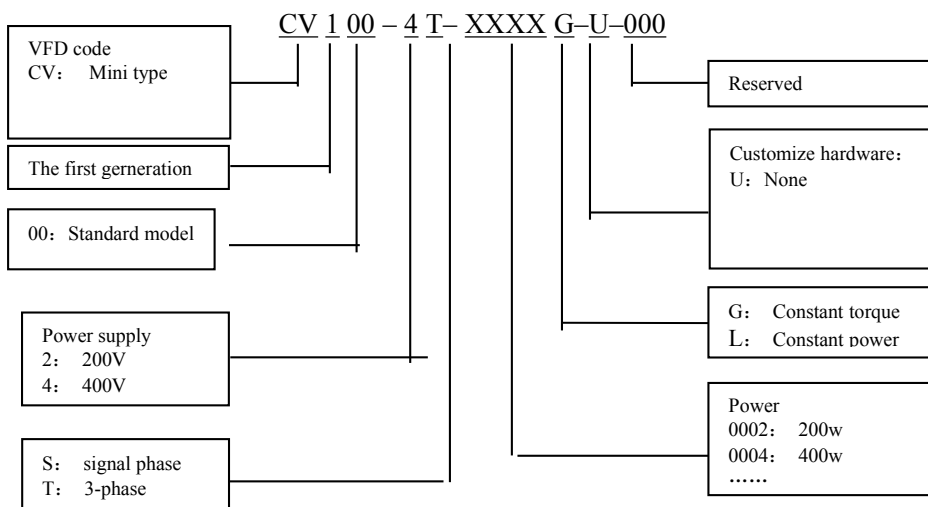 CV 1 00 – 4 T– XXXX G–U–000
VFD code
CV： Mini type
The first gerneration
00： Standard model
Power supply
2： 200V
4： 400V
S： signal phase
T： 3-phase
Reserved
Customize hardware：
U： None
G： Constant torque
L： Constant power
Power
0002： 200w
0004： 400w
……